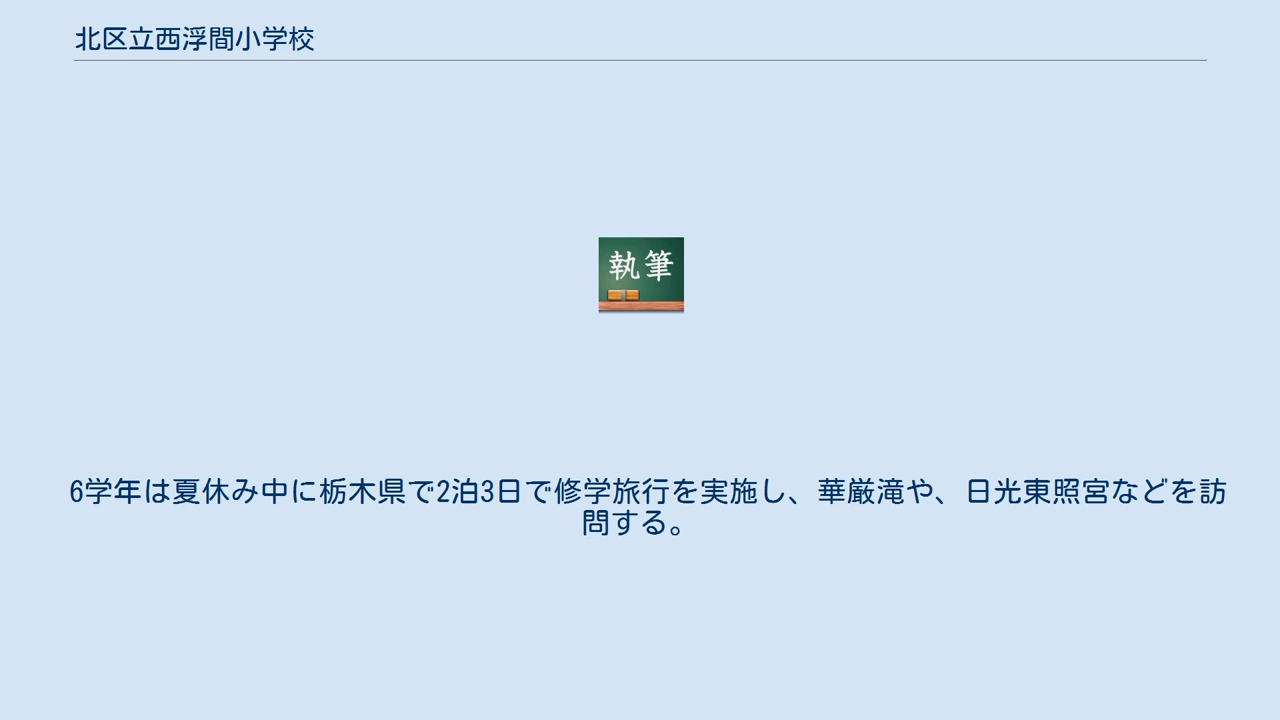 北区立西浮間小学校
執筆
6学年は夏休み中に栃木県で2泊3日で修学旅行を実施し、華厳滝や、日光東照宮などを訪
問する。